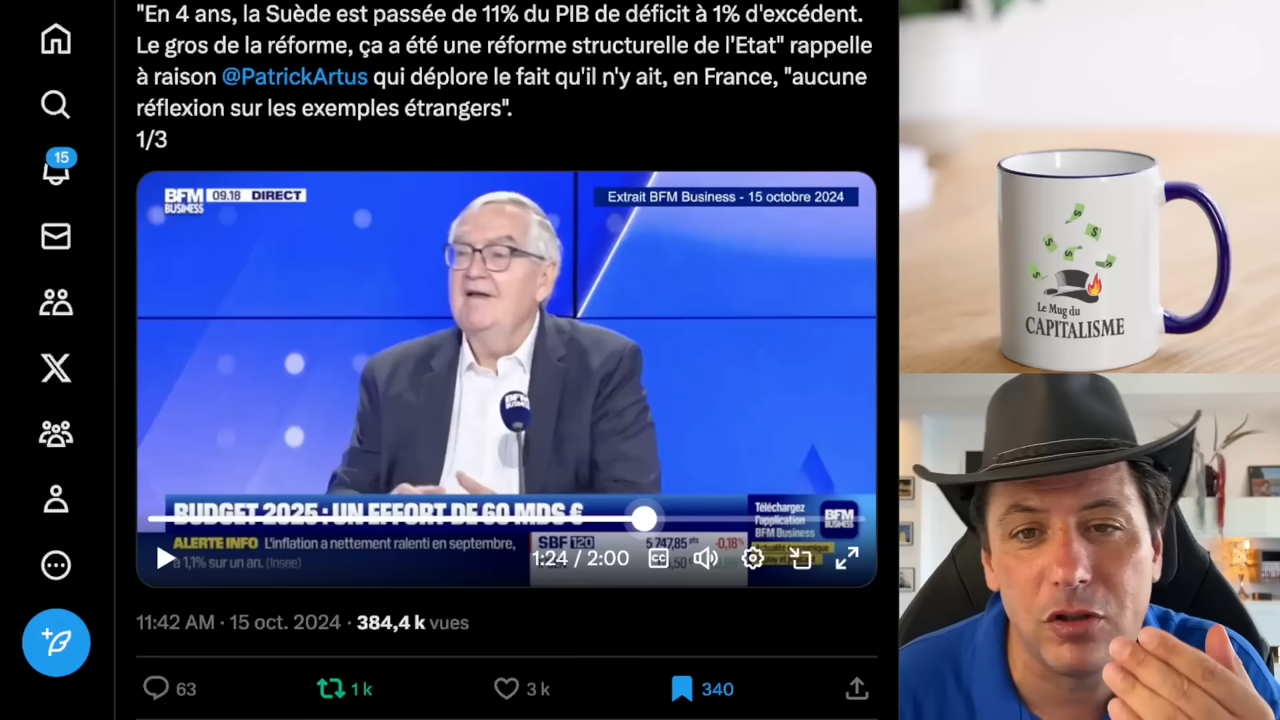 "En 4 ans, la Suède est passée de 11% du PIB de déficit à 1% d'excédent.
Le gros de la réforme, ça a été une réforme structurelle de l'Etat" rappelle
à raison @PatrickArtus qui déplore le fait qu'il n'y ait, en France, "aucune
réflexion sur les exemples étrangers".
1/3
15
BFM
BUSINESS
09.18 DIRECT
Extrait BFM Business - 15 octobre 2024
BFM
BUSINESS
BUDGET 2025 : UN EFFORT DE 60 MDS €
ALERTE INFO L'inflation a nettement ralenti en septembre,
à 1,1% sur un an. (Insee)
SBF 120
5 747,85 pts -0,18%
Téléchargez
l'application
BFM Business
BFM
BUSINESS
1:24 / 2:00
CC
11:42 AM · 15 oct. 2024 · 384,4 k vues
63
1 k
3 k
340
Le Mug du
CAPITALISME